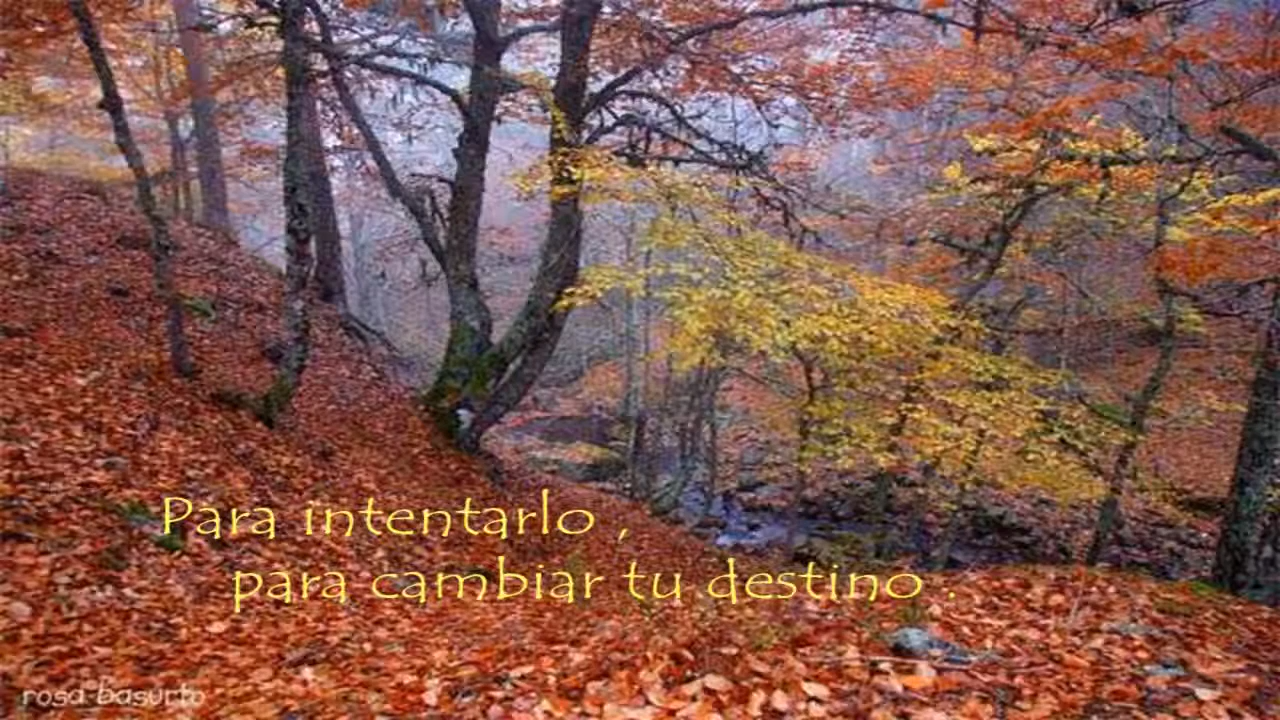 Para intentarlo ,
para cambiar tu destino .
rosa basurto